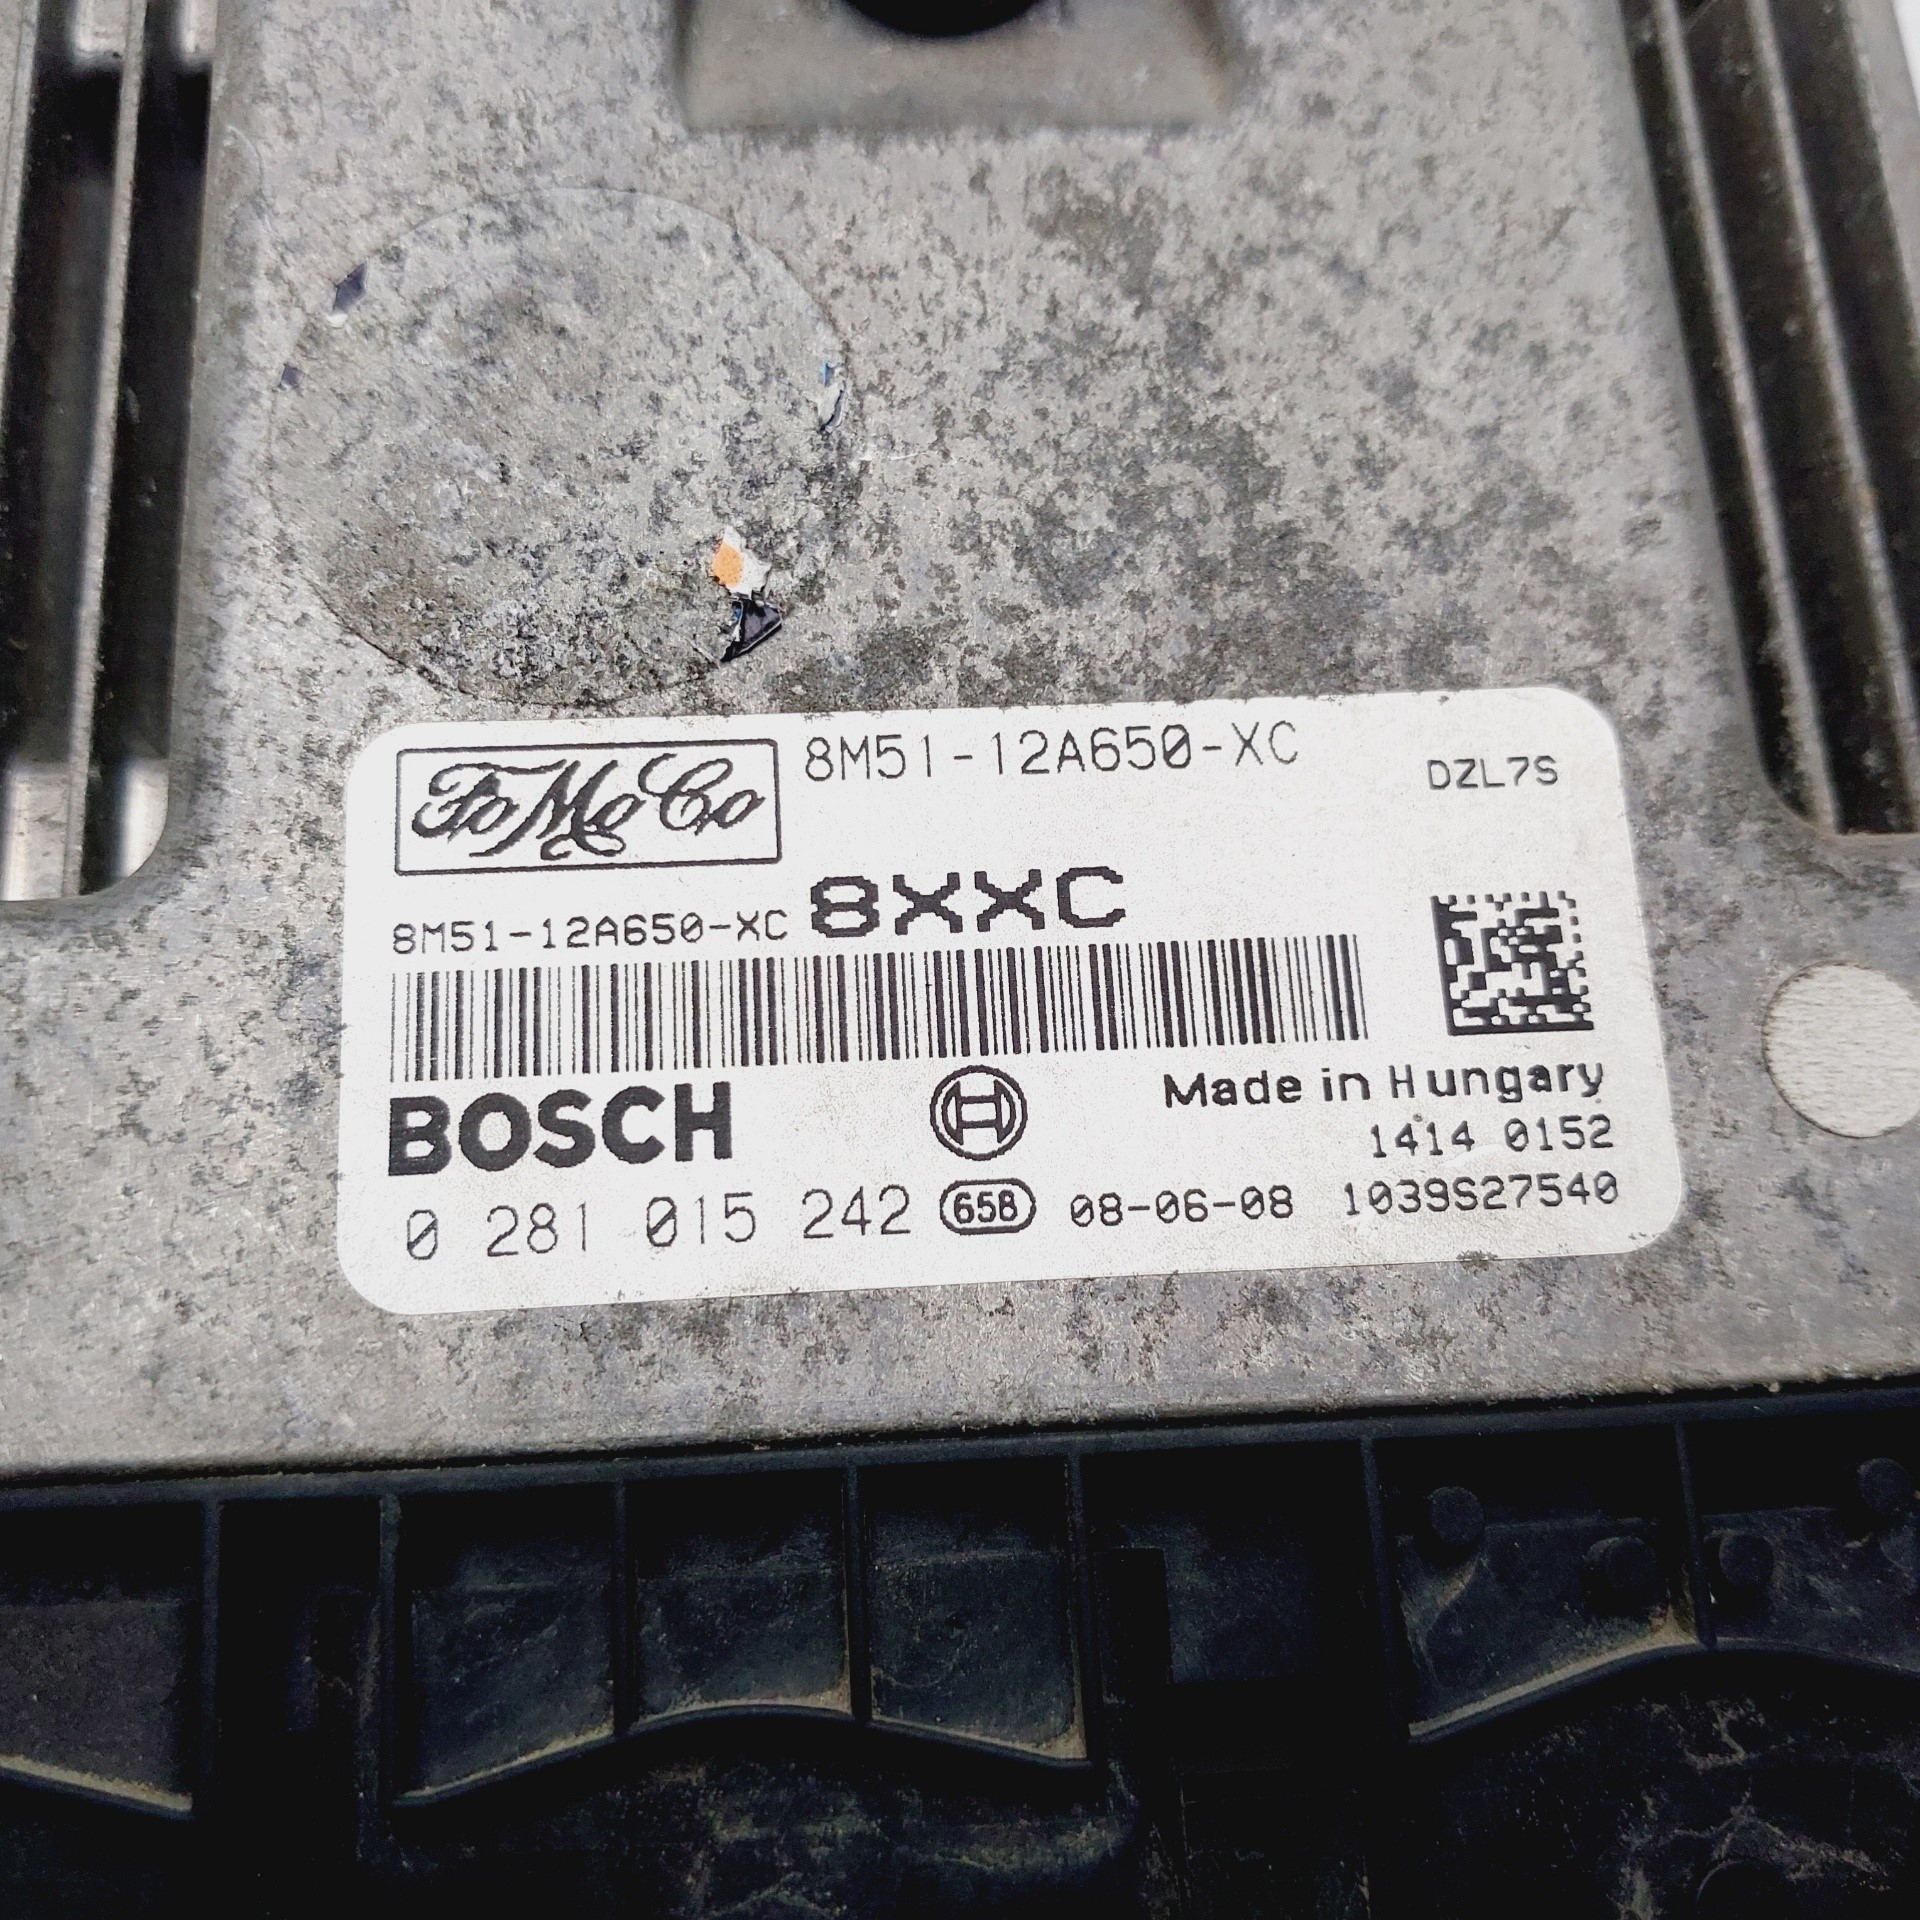 FoMoCo
8M51-12A650-XC
DZL7S
8M51-12A650-XC 8XXC
BOSCH
Made in Hungary
1414 0152
0 281 015 242 658 08-06-08 1039S27540